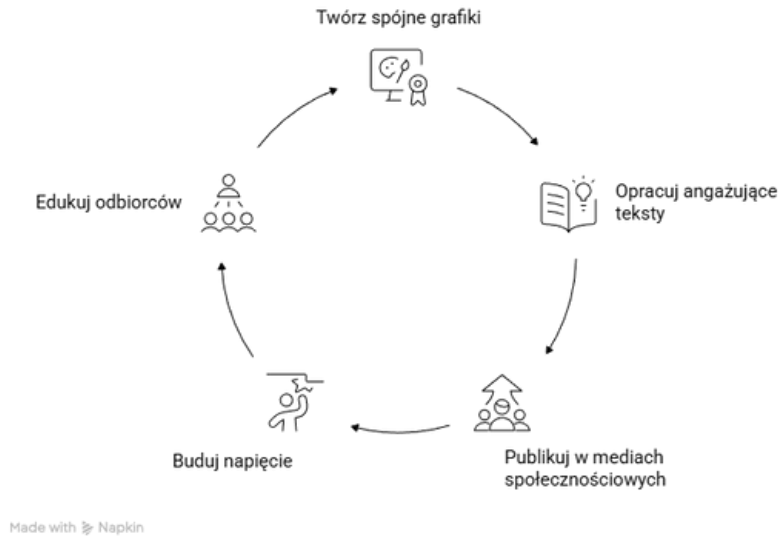 Twórz spójne grafiki
Opracuj angażujące
teksty
Publikuj w mediach
społecznościowych
Buduj napięcie
Edukuj odbiorców
Made with Napkin